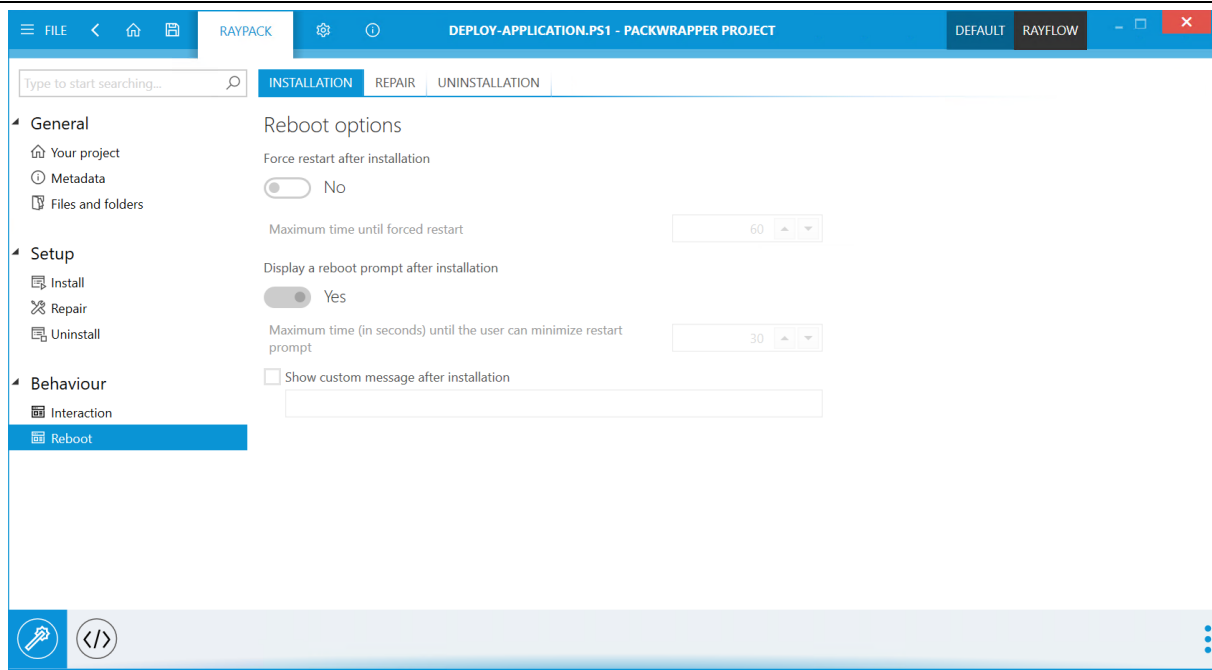 FILE
RAYPACK
DEPLOY-APPLICATION.PS1 - PACKWRAPPER PROJECT
DEFAULT
RAYFLOW
Type to start searching...
INSTALLATION
REPAIR
UNINSTALLATION
General
Your project
Metadata
Files and folders
Setup
Install
Repair
Uninstall
Behaviour
Interaction
Reboot
Reboot options
Force restart after installation
No
Maximum time until forced restart
60
Display a reboot prompt after installation
Yes
Maximum time (in seconds) until the user can minimize restart
prompt
30
Show custom message after installation